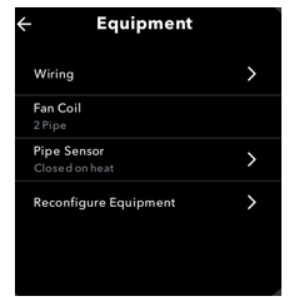 Equipment
Wiring
Fan Coil
2 Pipe
Pipe Sensor
Closed on heat
Reconfigure Equipment